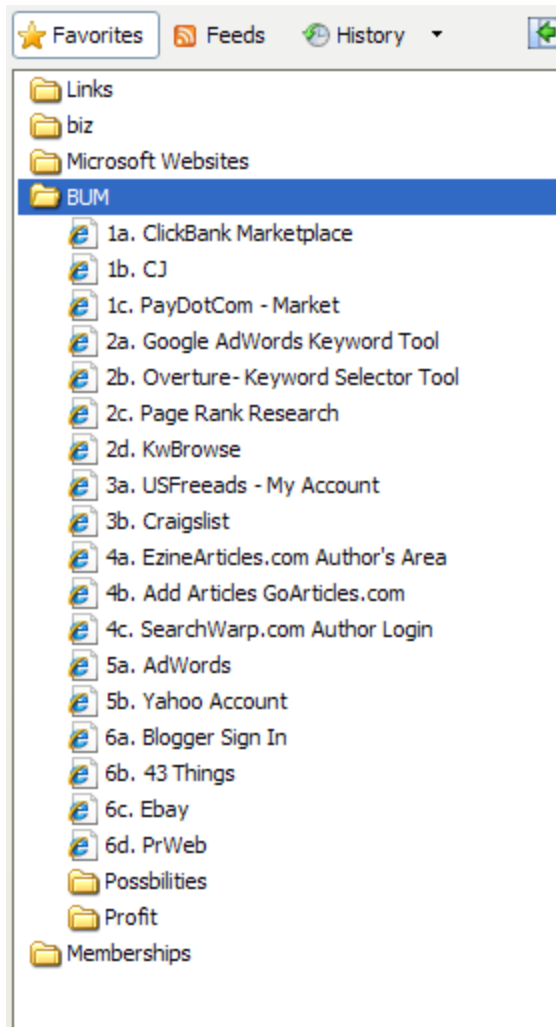 Favorites Feeds History
Links
biz
Microsoft Websites
BUM
1a. ClickBank Marketplace
1b. CJ
1c. PayDotCom - Market
2a. Google AdWords Keyword Tool
2b. Overture- Keyword Selector Tool
2c. Page Rank Research
2d. KwBrowse
3a. USFreeads - My Account
3b. Craigslist
4a. EzineArticles.com Author's Area
4b. Add Articles GoArticles.com
4c. SearchWarp.com Author Login
5a. AdWords
5b. Yahoo Account
6a. Blogger Sign In
6b. 43 Things
6c. Ebay
6d. PrWeb
Possbilities
Profit
Memberships